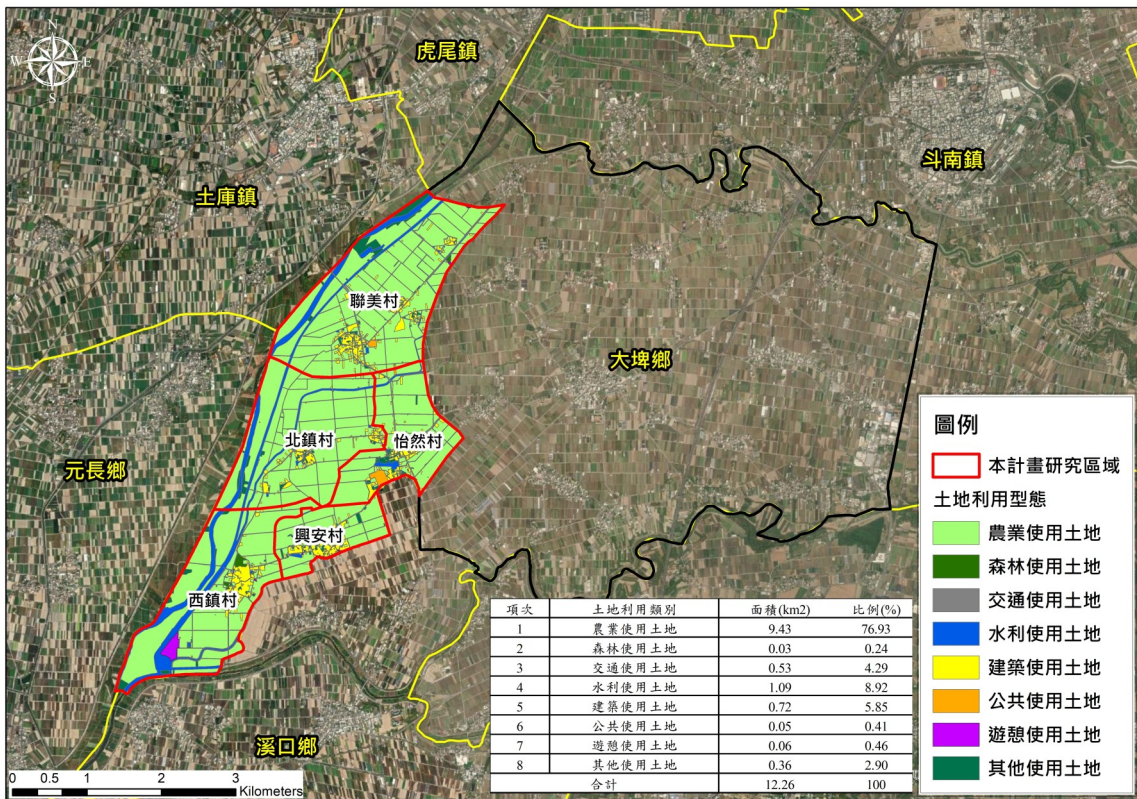 N
W
E
S
虎尾鎮
斗南鎮
土庫鎮
聯美村
大埤鄉
北鎮村
怡然村
元長鄉
興安村
西鎮村
溪口鄉
圖例
本計畫研究區域
土地利用型態
農業使用土地
森林使用土地
交通使用土地
水利使用土地
建築使用土地
公共使用土地
遊憩使用土地
其他使用土地
項次 土地利用類別 面積(km2) 比例(%)
1 農業使用土地 9.43 76.93
2 森林使用土地 0.03 0.24
3 交通使用土地 0.53 4.29
4 水利使用土地 1.09 8.92
5 建築使用土地 0.72 5.85
6 公共使用土地 0.05 0.41
7 遊憩使用土地 0.06 0.46
8 其他使用土地 0.36 2.90
合計 12.26 100
0 0.5 1 2 3
Kilometers